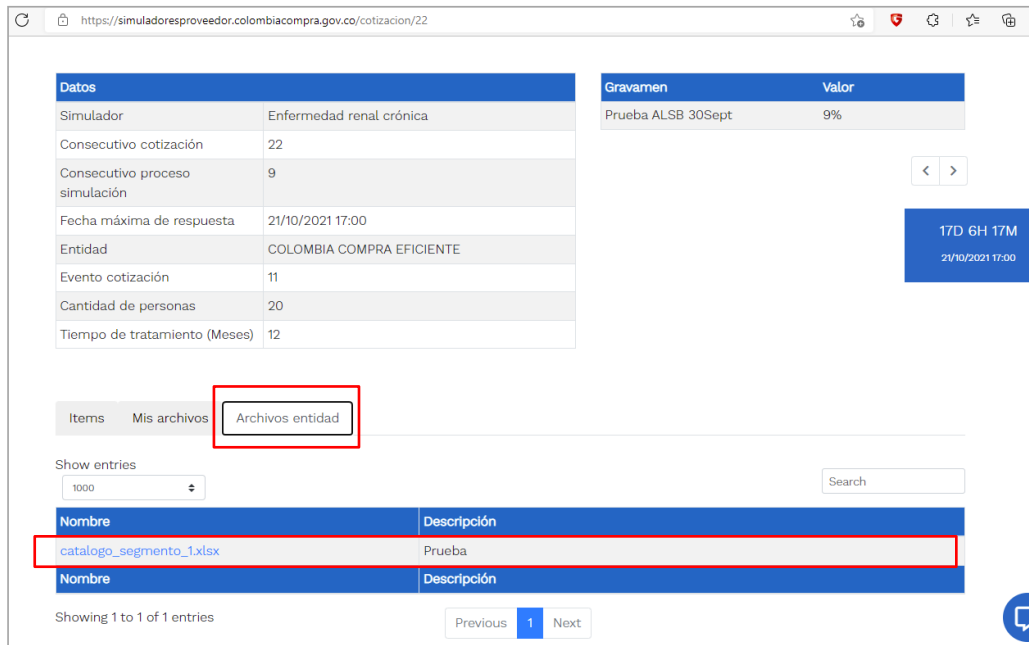 https://simuladoresproveedor.colombiacompra.gov.co/cotizacion/22
Datos
Simulador Enfermedad renal crónica
Consecutivo cotización 22
Consecutivo proceso simulación 9
Fecha máxima de respuesta 21/10/2021 17:00
Entidad COLOMBIA COMPRA EFICIENTE
Evento cotización 11
Cantidad de personas 20
Tiempo de tratamiento (Meses) 12
Gravamen Valor
Prueba ALSB 30Sept 9%
< >
17D 6H 17M
21/10/2021 17:00
Items Mis archivos Archivos entidad
Show entries
1000
Search
Nombre Descripción
catalogo_segmento_1.xlsx Prueba
Nombre Descripción
Showing 1 to 1 of 1 entries
Previous 1 Next